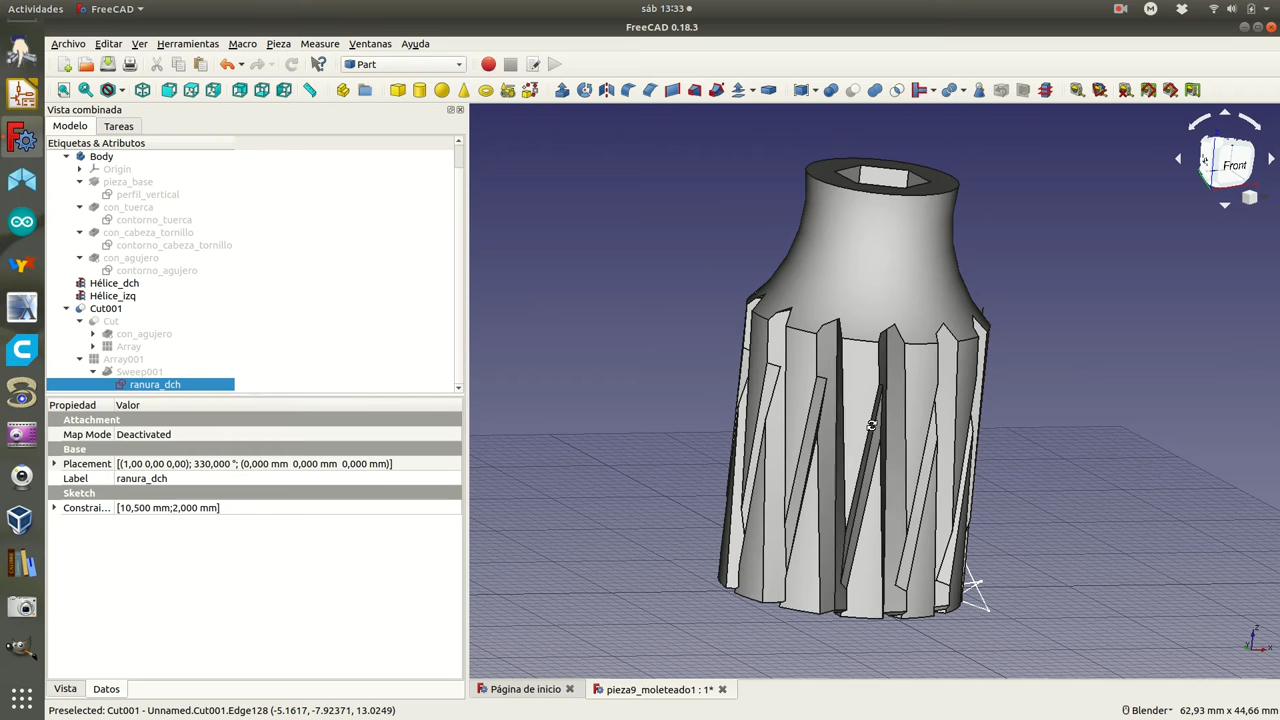 Actividades FreeCAD sáb 13:33
FreeCAD 0.18.3
Archivo Editar Ver Herramientas Macro Pieza Measure Ventanas Ayuda
Part
Vista combinada
Modelo Tareas
Etiquetas & Atributos
Body
Origin
pieza_base
perfil_vertical
con_tuerca
contorno_tuerca
con_cabeza_tornillo
contorno_cabeza_tornillo
con_agujero
contorno_agujero
Hélice_dch
Hélice_izq
Cut001
Cut
con_agujero
Array
Array001
Sweep001
ranura_dch
Propiedad Valor
Attachment
Map Mode Deactivated
Base
Placement [(1,00 0,00 0,00); 330,000 °; (0,000 mm 0,000 mm 0,000 mm)]
Label ranura_dch
Sketch
Constrai... [10,500 mm;2,000 mm]
Front
z
x
Vista Datos
Página de inicio pieza9_moleteado1 : 1*
Preselected: Cut001 - Unnamed.Cut001.Edge128 (-5.1617, -7.92371, 13.0249)
Blender 62,93 mm x 44,66 mm